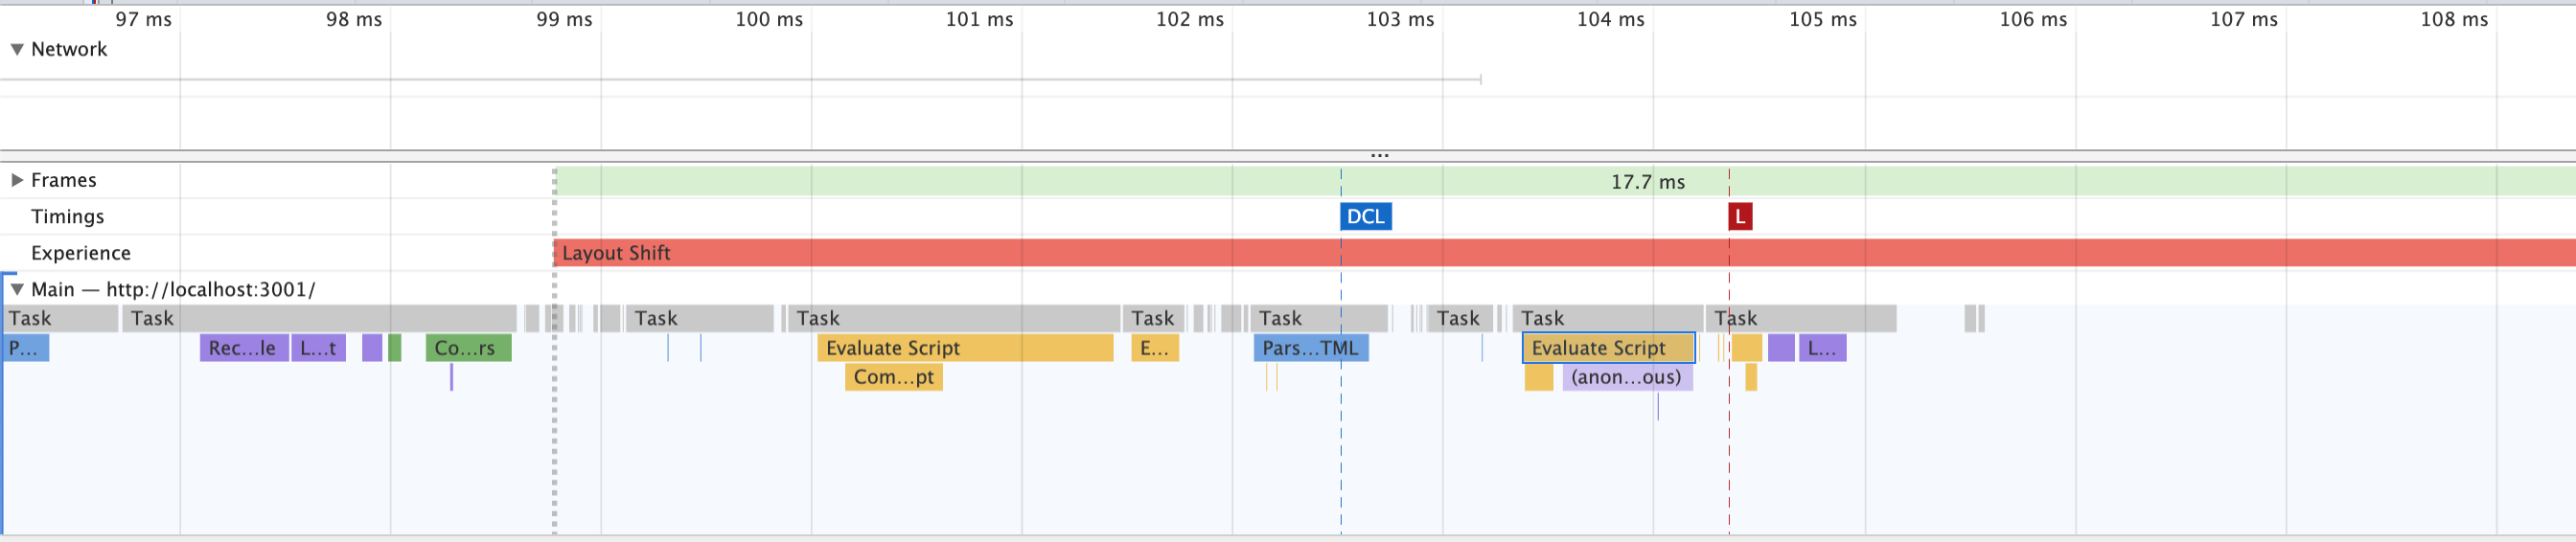 97 ms 98 ms 99 ms 100 ms 101 ms 102 ms 103 ms 104 ms 105 ms 106 ms 107 ms 108 ms
Network
...
Frames 17.7 ms
Timings DCL L
Experience Layout Shift
Main — http://localhost:3001/
Task Task Task Task Task Task Task Task Task
P... Rec...le L...t Co...rs Evaluate Script E... Pars...TML Evaluate Script L...
Com...pt (anon...ous)